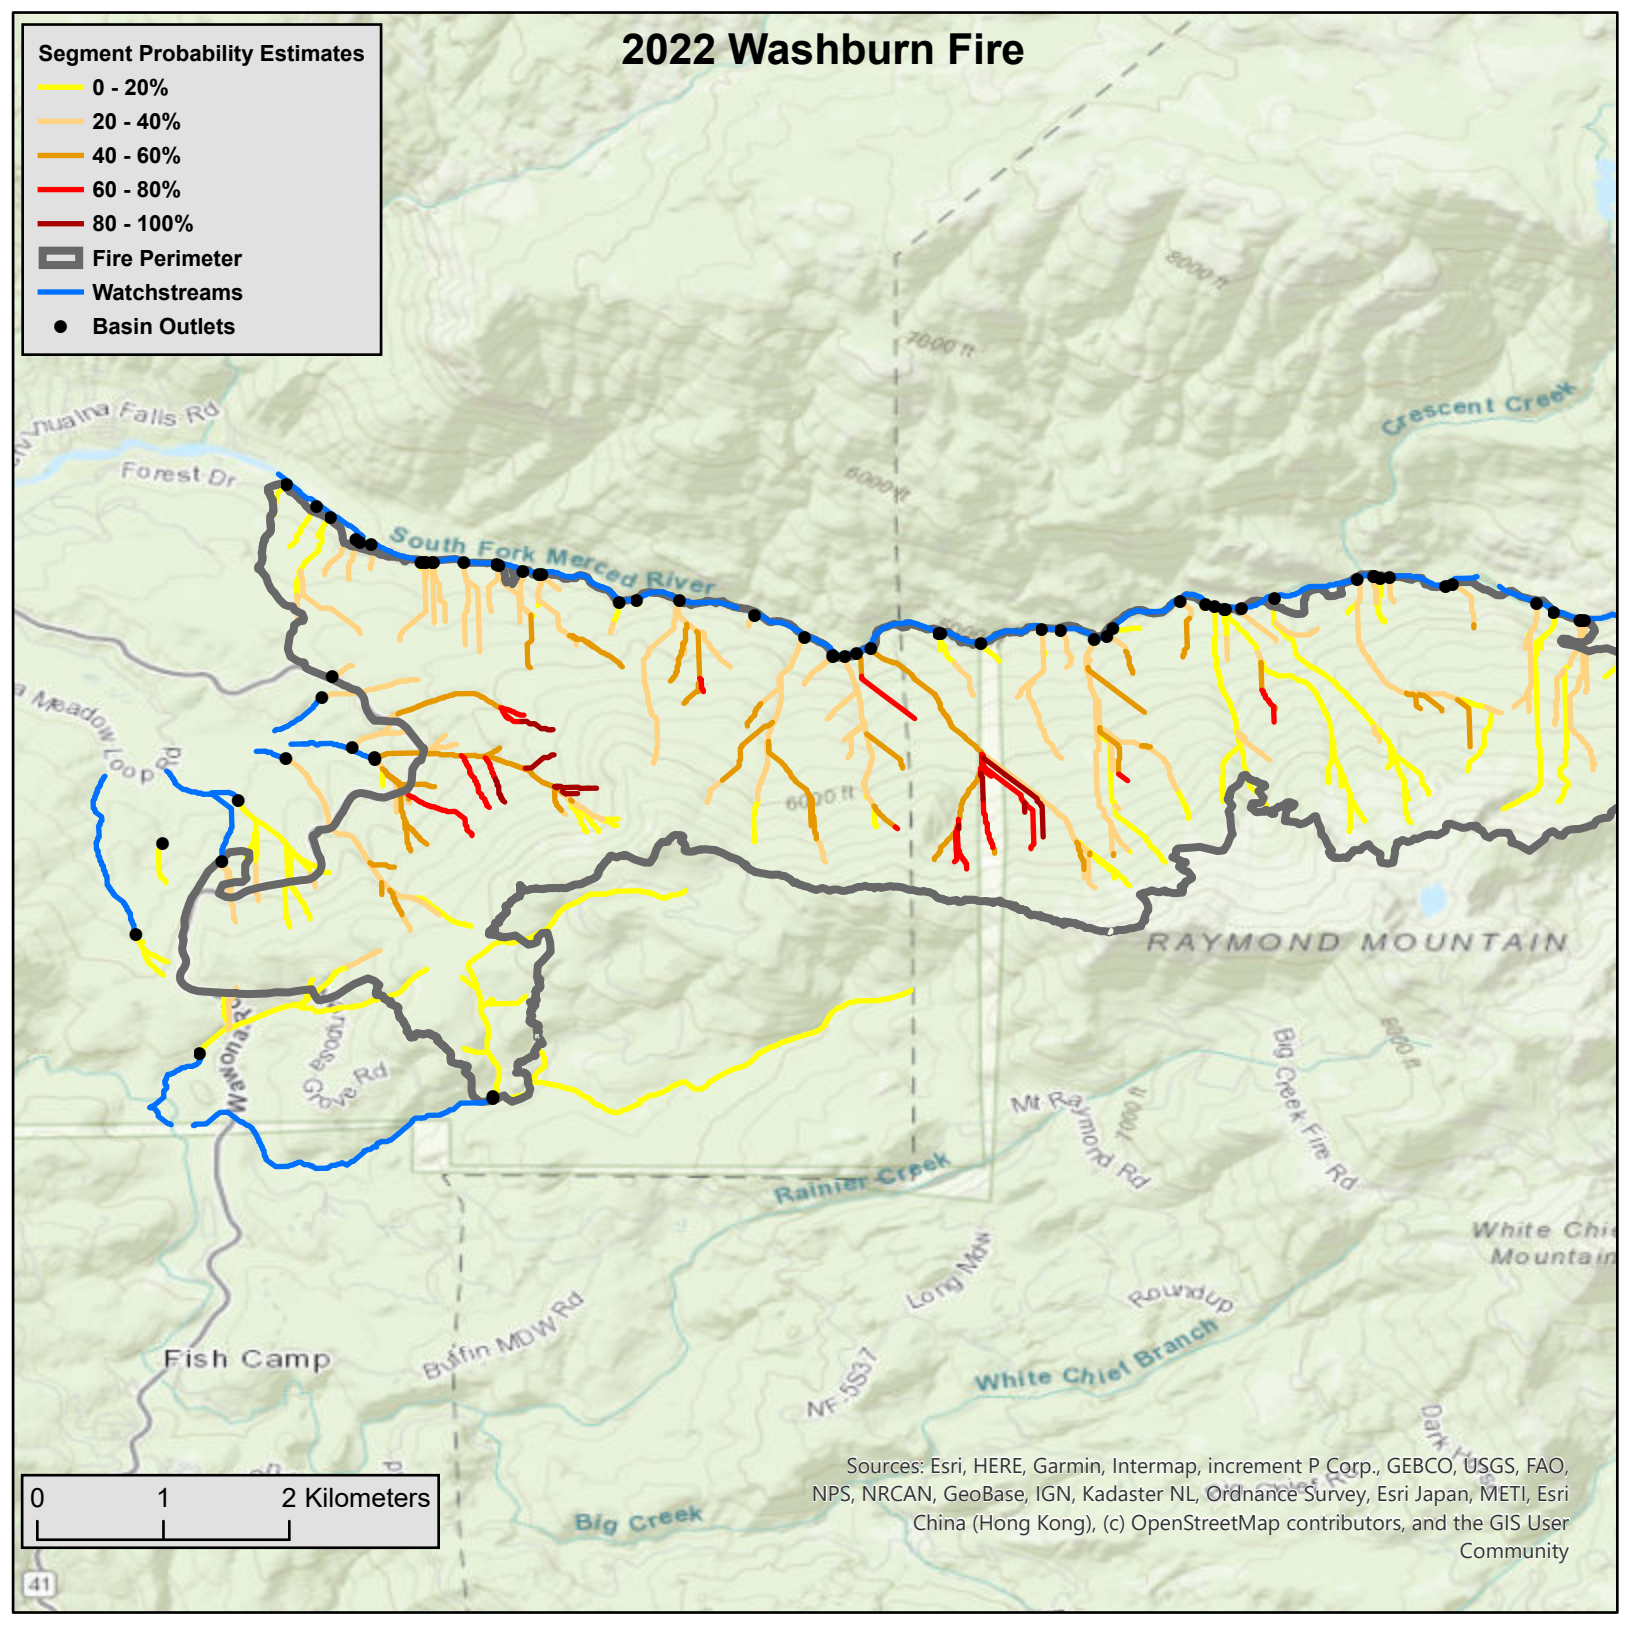 2022 Washburn Fire
Segment Probability Estimates
0 - 20%
20 - 40%
40 - 60%
60 - 80%
80 - 100%
Fire Perimeter
Watchstreams
Basin Outlets
8000 ft
7000 ft
Crescent Creek
Falls Rd
Forest Dr
6000 ft
South Fork Merced River
a Meadow Loop Rd
6000 ft
RAYMOND MOUNTAIN
Wawona Rd
Grove Rd
8000 ft
Big Creek Fire Rd
Mt Raymond Rd
7000 ft
Rainier Creek
White Chie
Mountain
Long Mdw
Roundup
Buffin MDW Rd
White Chief Branch
Fish Camp
NF-5S37
Dark
Big Creek
0 1 2 Kilometers
41
Sources: Esri, HERE, Garmin, Intermap, increment P Corp., GEBCO, USGS, FAO,
NPS, NRCAN, GeoBase, IGN, Kadaster NL, Ordnance Survey, Esri Japan, METI, Esri
China (Hong Kong), (c) OpenStreetMap contributors, and the GIS User
Community